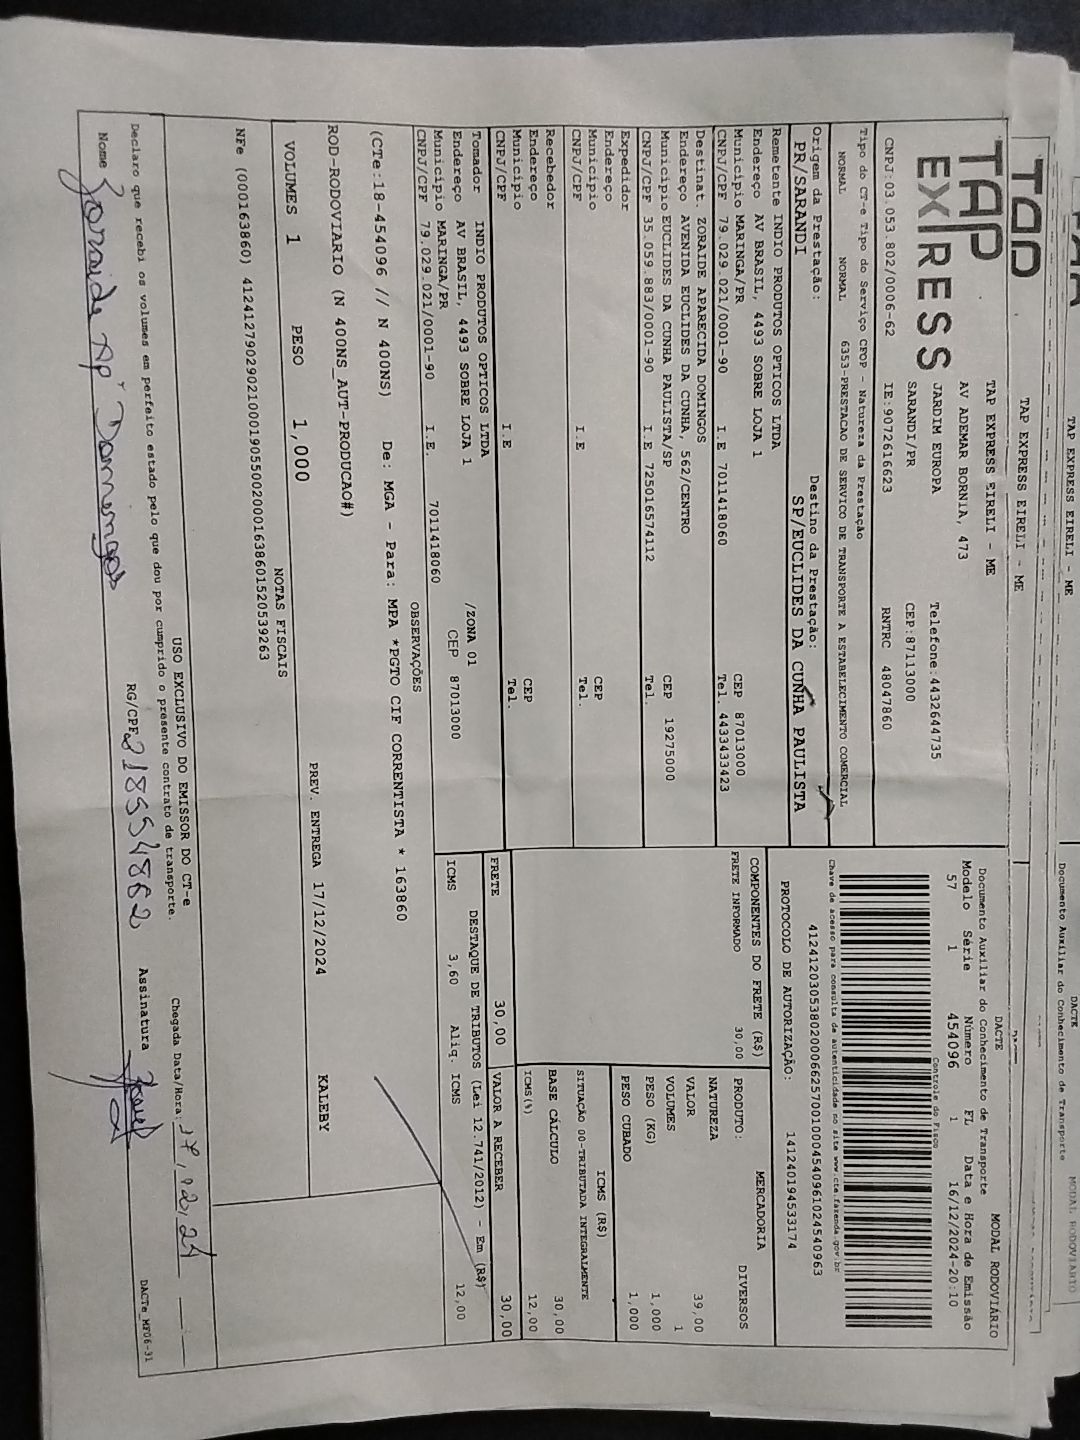 TAP EXPRESS EIRELI - ME
Documento Auxiliar do Conhecimento de Transporte
DACTE
MODAL RODOVIARIO
TAP EXPRESS EIRELI - ME
TAP
EXPRESS
TAP EXPRESS EIRELI - ME
AV ADEMAR BORNIA, 473
JARDIM EUROPA
SARANDI/PR
Telefone:4432644735
CEP:87113000
CNPJ:03.053.802/0006-62 IE:9072616623 RNTRC 48047860
DACTE MODAL RODOVIÁRIO
Documento Auxiliar do Conhecimento de Transporte
Modelo Série Número FL Data e Hora de Emissão
57 1 454096 1 16/12/2024-20:10
Controle do Fisco
Chave de acesso para consulta de autenticidade no site www.cte.fazenda.gov.br
41241203053802000662570010004540961024540963
PROTOCOLO DE AUTORIZAÇÃO: 141240194533174
Tipo do CT-e Tipo do Serviço CFOP - Natureza da Prestação
NORMAL NORMAL 6353-PRESTACAO DE SERVICO DE TRANSPORTE A ESTABELECIMENTO COMERCIAL
Origem da Prestação: Destino da Prestação:
PR/SARANDI SP/EUCLIDES DA CUNHA PAULISTA
Remetente INDIO PRODUTOS OPTICOS LTDA
Endereço AV BRASIL, 4493 SOBRE LOJA 1
Município MARINGA/PR CEP 87013000
CNPJ/CPF 79.029.021/0001-90 I.E 7011418060 Tel. 4433433423
Destinat. ZORAIDE APARECIDA DOMINGOS
Endereço AVENIDA EUCLIDES DA CUNHA, 562/CENTRO
Município EUCLIDES DA CUNHA PAULISTA/SP CEP 19275000
CNPJ/CPF 35.059.883/0001-90 I.E 725016574112 Tel.
Expedidor
Endereço
Município CEP
CNPJ/CPF I.E Tel.
Recebedor
Endereço
Município CEP
CNPJ/CPF I.E Tel.
Tomador INDIO PRODUTOS OPTICOS LTDA
Endereço AV BRASIL, 4493 SOBRE LOJA 1 /ZONA 01
Município MARINGA/PR CEP 87013000
CNPJ/CPF 79.029.021/0001-90 I.E. 7011418060
COMPONENTES DO FRETE (R$)
FRETE INFORMADO 30,00
FRETE 30,00
PRODUTO: MERCADORIA
NATUREZA DIVERSOS
VALOR 39,00
VOLUMES 1
PESO (KG) 1,000
PESO CUBADO 1,000
ICMS (R$)
SITUAÇÃO 00-TRIBUTADA INTEGRALMENTE
BASE CÁLCULO 30,00
ICMS(%) 12,00
VALOR A RECEBER 30,00
DESTAQUE DE TRIBUTOS (Lei 12.741/2012) - Em (R$)
ICMS 3,60 Aliq. ICMS 12,00
OBSERVAÇÕES
(CTe:18-454096 // N 400NS) De: MGA - Para: MPA *PGTO CIF CORRENTISTA * 163860
ROD-RODOVIARIO (N 400NS_AUT-PRODUCAO#)
VOLUMES 1 PESO 1,000 PREV. ENTREGA 17/12/2024 KALEBY
NOTAS FISCAIS
NFe (000163860) 41241279029021000190550020001638601520539263
USO EXCLUSIVO DO EMISSOR DO CT-e
Declaro que recebi os volumes em perfeito estado pelo que dou por cumprido o presente contrato de transporte.
Chegada Data/Hora: 17,12,24
Nome Zoraide Apª Domingos RG/CPF 218554862 Assinatura
DACTe_MF06-31